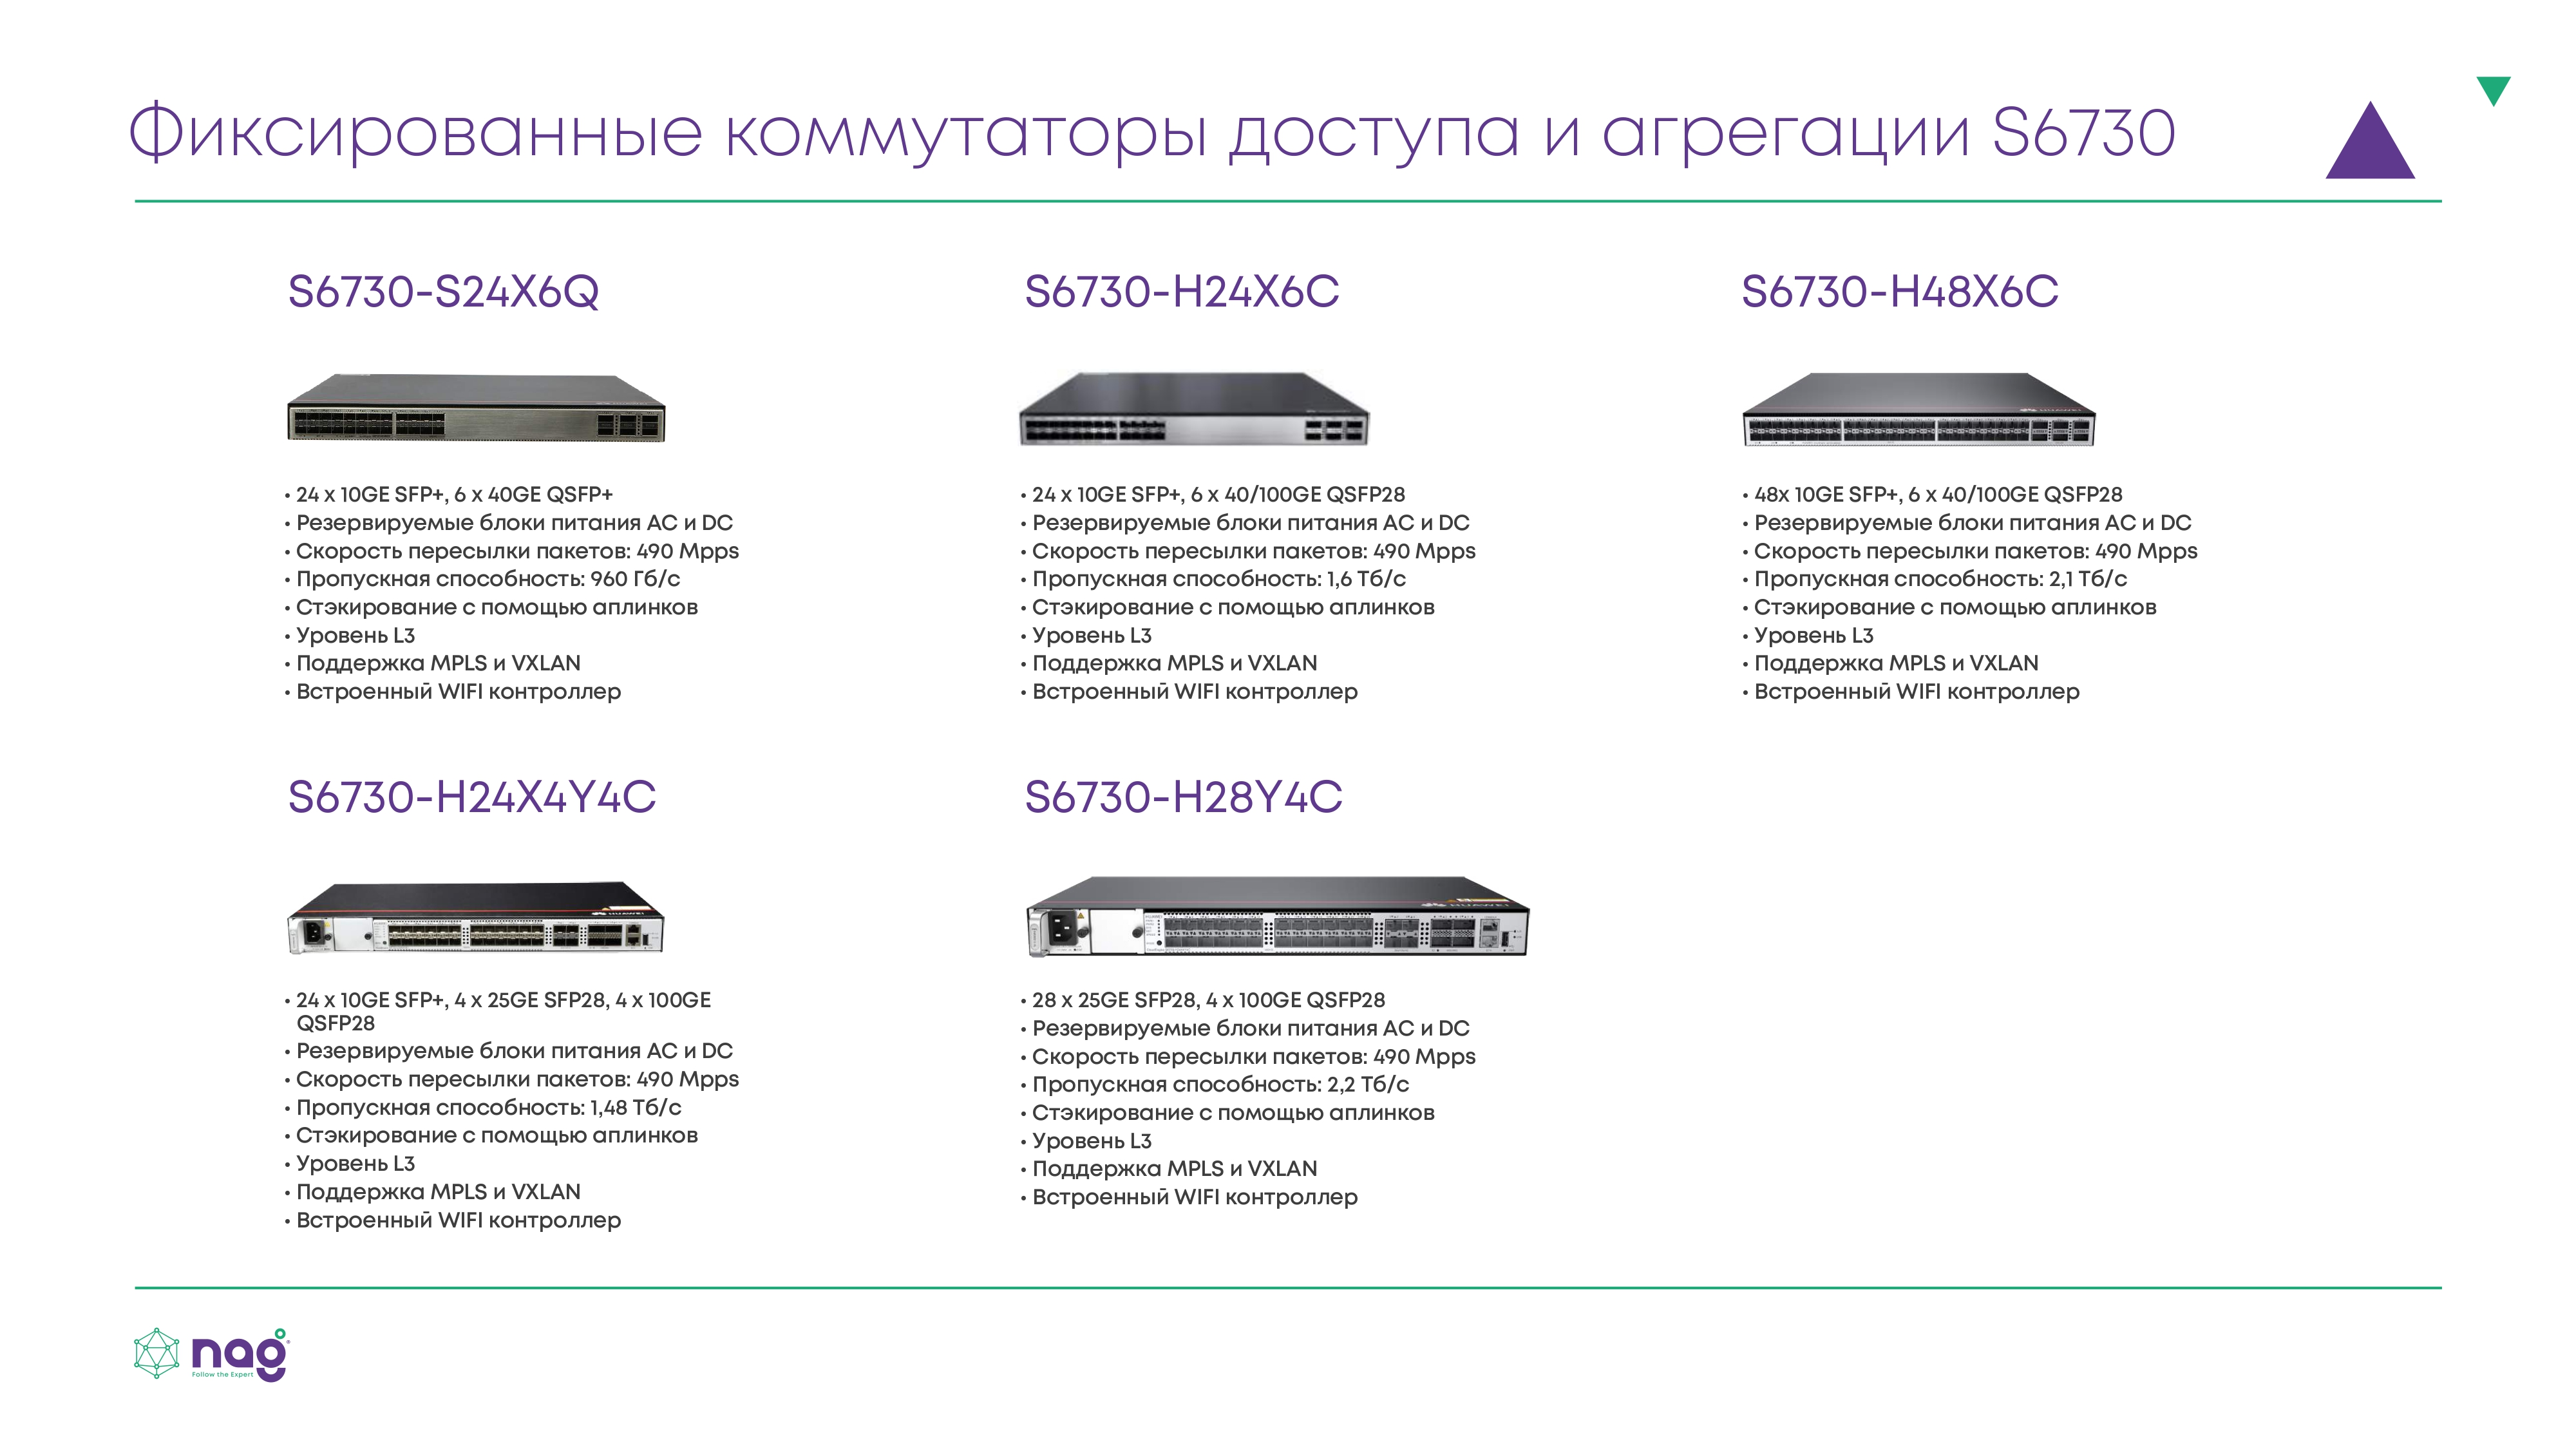 Фиксированные коммутаторы доступа и агрегации S6730
S6730-S24X6Q
• 24 x 10GE SFP+, 6 x 40GE QSFP+
• Резервируемые блоки питания AC и DC
• Скорость пересылки пакетов: 490 Mpps
• Пропускная способность: 960 Гб/с
• Стэкирование с помощью аплинков
• Уровень L3
• Поддержка MPLS и VXLAN
• Встроенный WIFI контроллер
S6730-H24X6C
• 24 x 10GE SFP+, 6 x 40/100GE QSFP28
• Резервируемые блоки питания AC и DC
• Скорость пересылки пакетов: 490 Mpps
• Пропускная способность: 1,6 Тб/с
• Стэкирование с помощью аплинков
• Уровень L3
• Поддержка MPLS и VXLAN
• Встроенный WIFI контроллер
S6730-H48X6C
HUAWEI
• 48x 10GE SFP+, 6 x 40/100GE QSFP28
• Резервируемые блоки питания AC и DC
• Скорость пересылки пакетов: 490 Mpps
• Пропускная способность: 2,1 Тб/с
• Стэкирование с помощью аплинков
• Уровень L3
• Поддержка MPLS и VXLAN
• Встроенный WIFI контроллер
S6730-H24X4Y4C
HUAWEI
• 24 x 10GE SFP+, 4 x 25GE SFP28, 4 x 100GE
QSFP28
• Резервируемые блоки питания AC и DC
• Скорость пересылки пакетов: 490 Mpps
• Пропускная способность: 1,48 Тб/с
• Стэкирование с помощью аплинков
• Уровень L3
• Поддержка MPLS и VXLAN
• Встроенный WIFI контроллер
S6730-H28Y4C
HUAWEI
• 28 x 25GE SFP28, 4 x 100GE QSFP28
• Резервируемые блоки питания AC и DC
• Скорость пересылки пакетов: 490 Mpps
• Пропускная способность: 2,2 Тб/с
• Стэкирование с помощью аплинков
• Уровень L3
• Поддержка MPLS и VXLAN
• Встроенный WIFI контроллер
nag
Follow the Expert